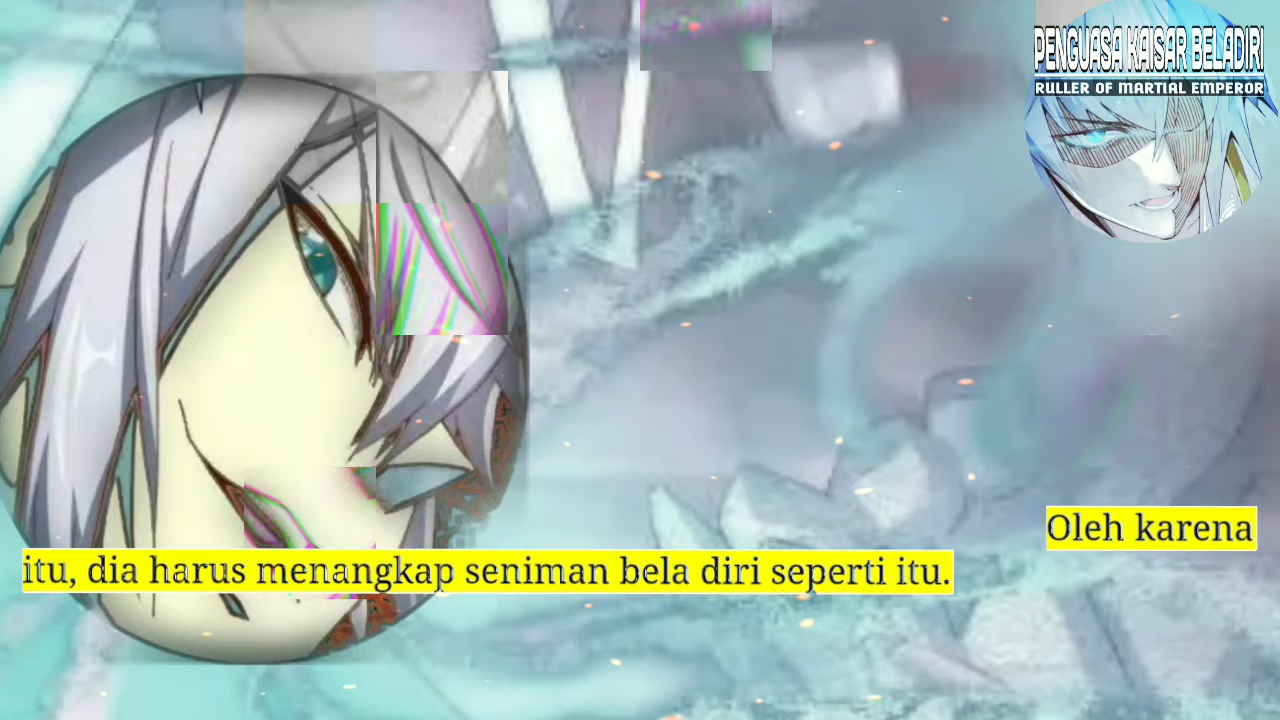 PENGUASA KAISAR BELADIRI
RULLER OF MARTIAL EMPEROR
Oleh karena
itu, dia harus menangkap seniman bela diri seperti itu.